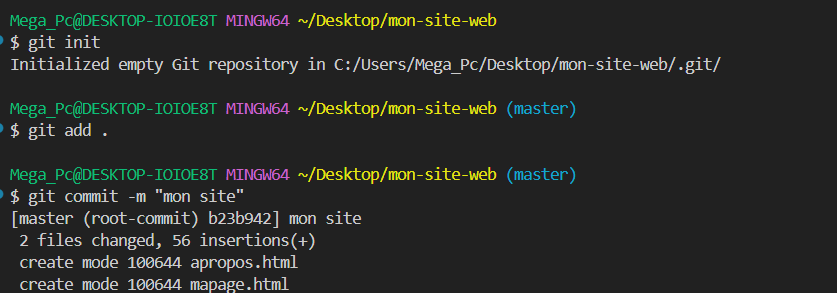 Mega_Pc@DESKTOP-IOIOE8T MINGW64 ~/Desktop/mon-site-web
$ git init
Initialized empty Git repository in C:/Users/Mega_Pc/Desktop/mon-site-web/.git/
Mega_Pc@DESKTOP-IOIOE8T MINGW64 ~/Desktop/mon-site-web (master)
$ git add .
Mega_Pc@DESKTOP-IOIOE8T MINGW64 ~/Desktop/mon-site-web (master)
$ git commit -m "mon site"
[master (root-commit) b23b942] mon site
2 files changed, 56 insertions(+)
create mode 100644 apropos.html
create mode 100644 mapage.html